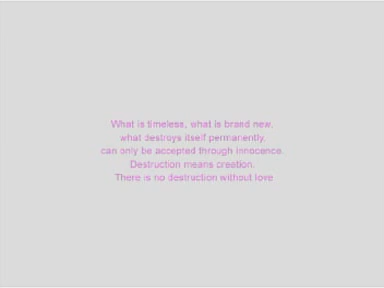 What is timeless, what is brand new,
what destroys itself permanently,
can only be accepted through innocence.
Destruction means creation.
There is no destruction without love